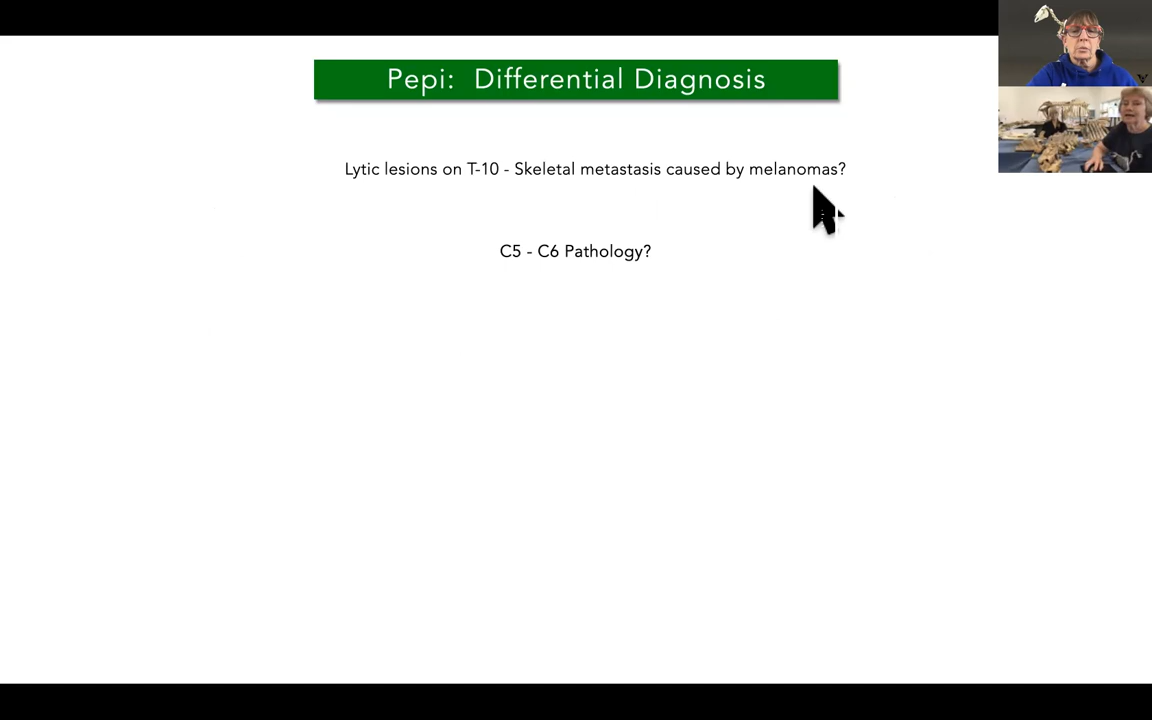 Pepi: Differential Diagnosis
Lytic lesions on T-10 - Skeletal metastasis caused by melanomas?
C5 - C6 Pathology?